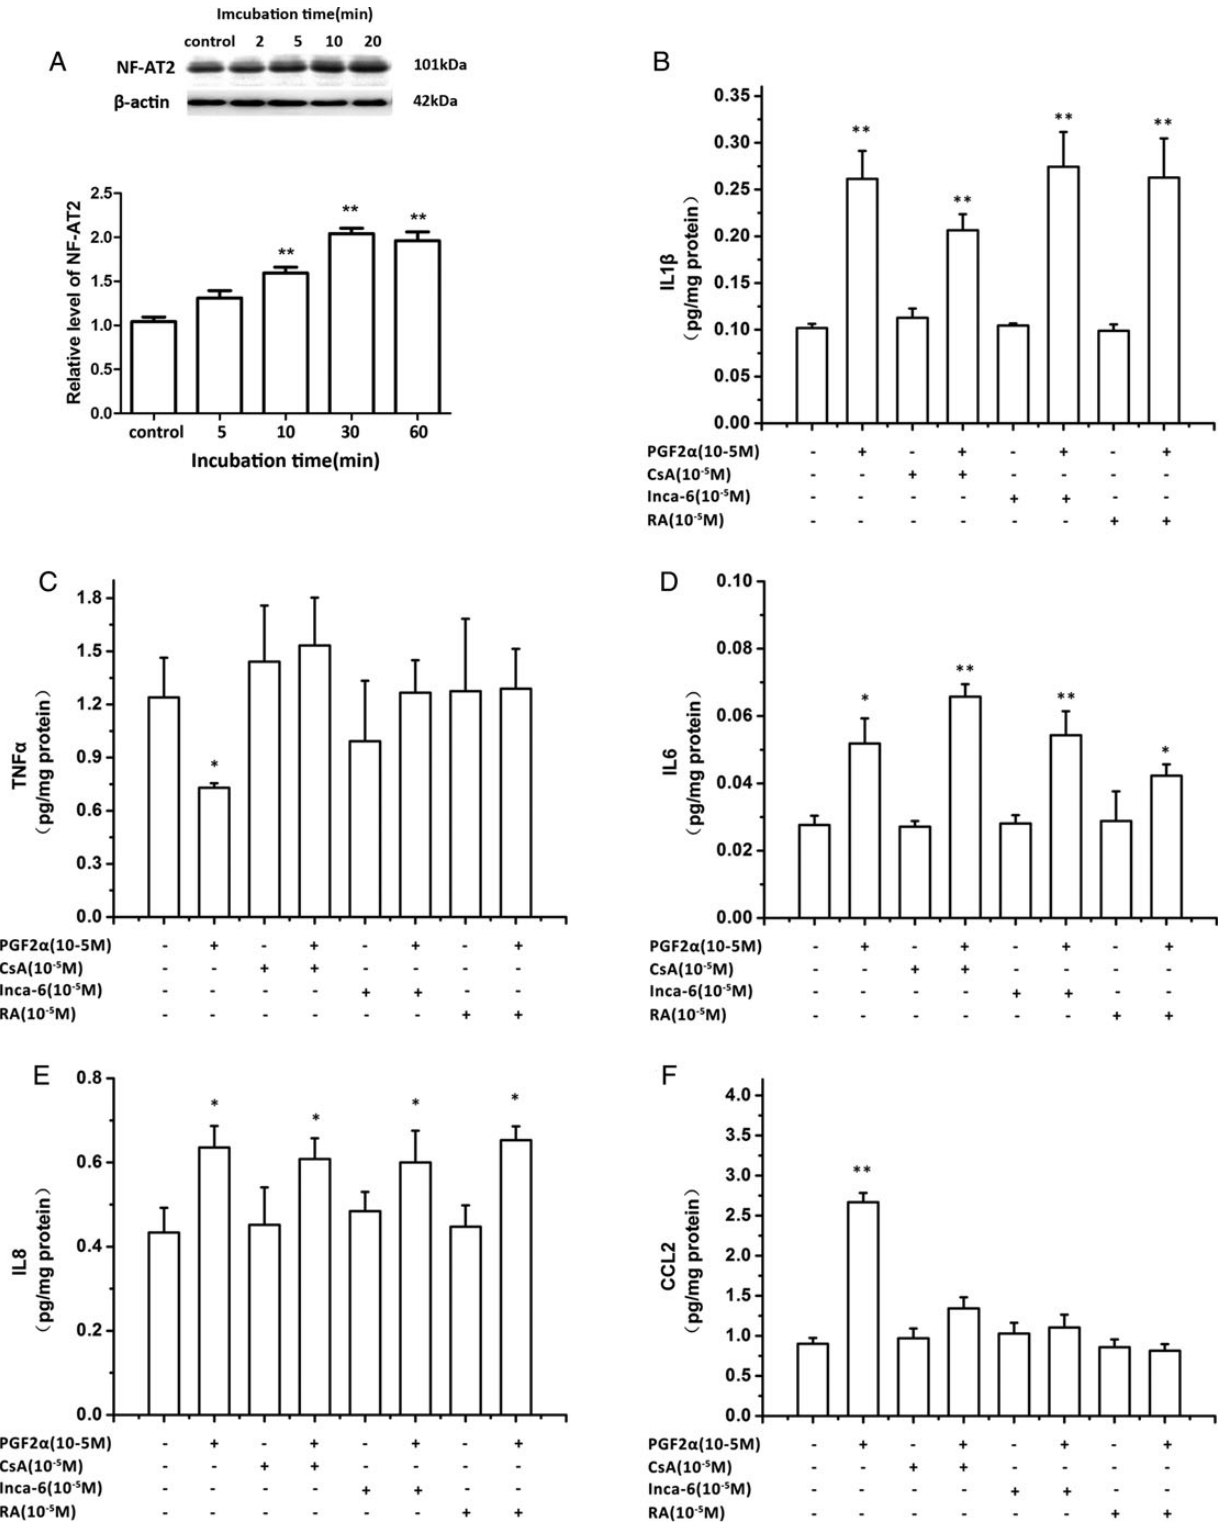 A
Imcubation time(min)
control 2 5 10 20
NF-AT2 101kDa
β-actin 42kDa
Relative level of NF-AT2
2.5
2.0
1.5
1.0
0.5
0.0
** ** **
control 5 10 30 60
Incubation time(min)
B
IL1β
(pg/mg protein)
0.35
0.30
0.25
0.20
0.15
0.10
0.05
0.00
** ** ** **
PGF2α(10-5M) - + - + - + - +
CsA(10-5M) - - + + - - - -
Inca-6(10-5M) - - - - + + - -
RA(10-5M) - - - - - - + +
C
TNFα
(pg/mg protein)
1.8
1.5
1.2
0.9
0.6
0.3
0.0
*
PGF2α(10-5M) - + - + - + - +
CsA(10-5M) - - + + - - - -
Inca-6(10-5M) - - - - + + - -
RA(10-5M) - - - - - - + +
D
IL6
(pg/mg protein)
0.10
0.08
0.06
0.04
0.02
0.00
* ** ** *
PGF2α(10-5M) - + - + - + - +
CsA(10-5M) - - + + - - - -
Inca-6(10-5M) - - - - + + - -
RA(10-5M) - - - - - - + +
E
IL8
(pg/mg protein)
0.8
0.6
0.4
0.2
0.0
* * * *
PGF2α(10-5M) - + - + - + - +
CsA(10-5M) - - + + - - - -
Inca-6(10-5M) - - - - + + - -
RA(10-5M) - - - - - - + +
F
CCL2
(pg/mg protein)
4.0
3.5
3.0
2.5
2.0
1.5
1.0
0.5
0.0
**
PGF2α(10-5M) - + - + - + - +
CsA(10-5M) - - + + - - - -
Inca-6(10-5M) - - - - + + - -
RA(10-5M) - - - - - - + +